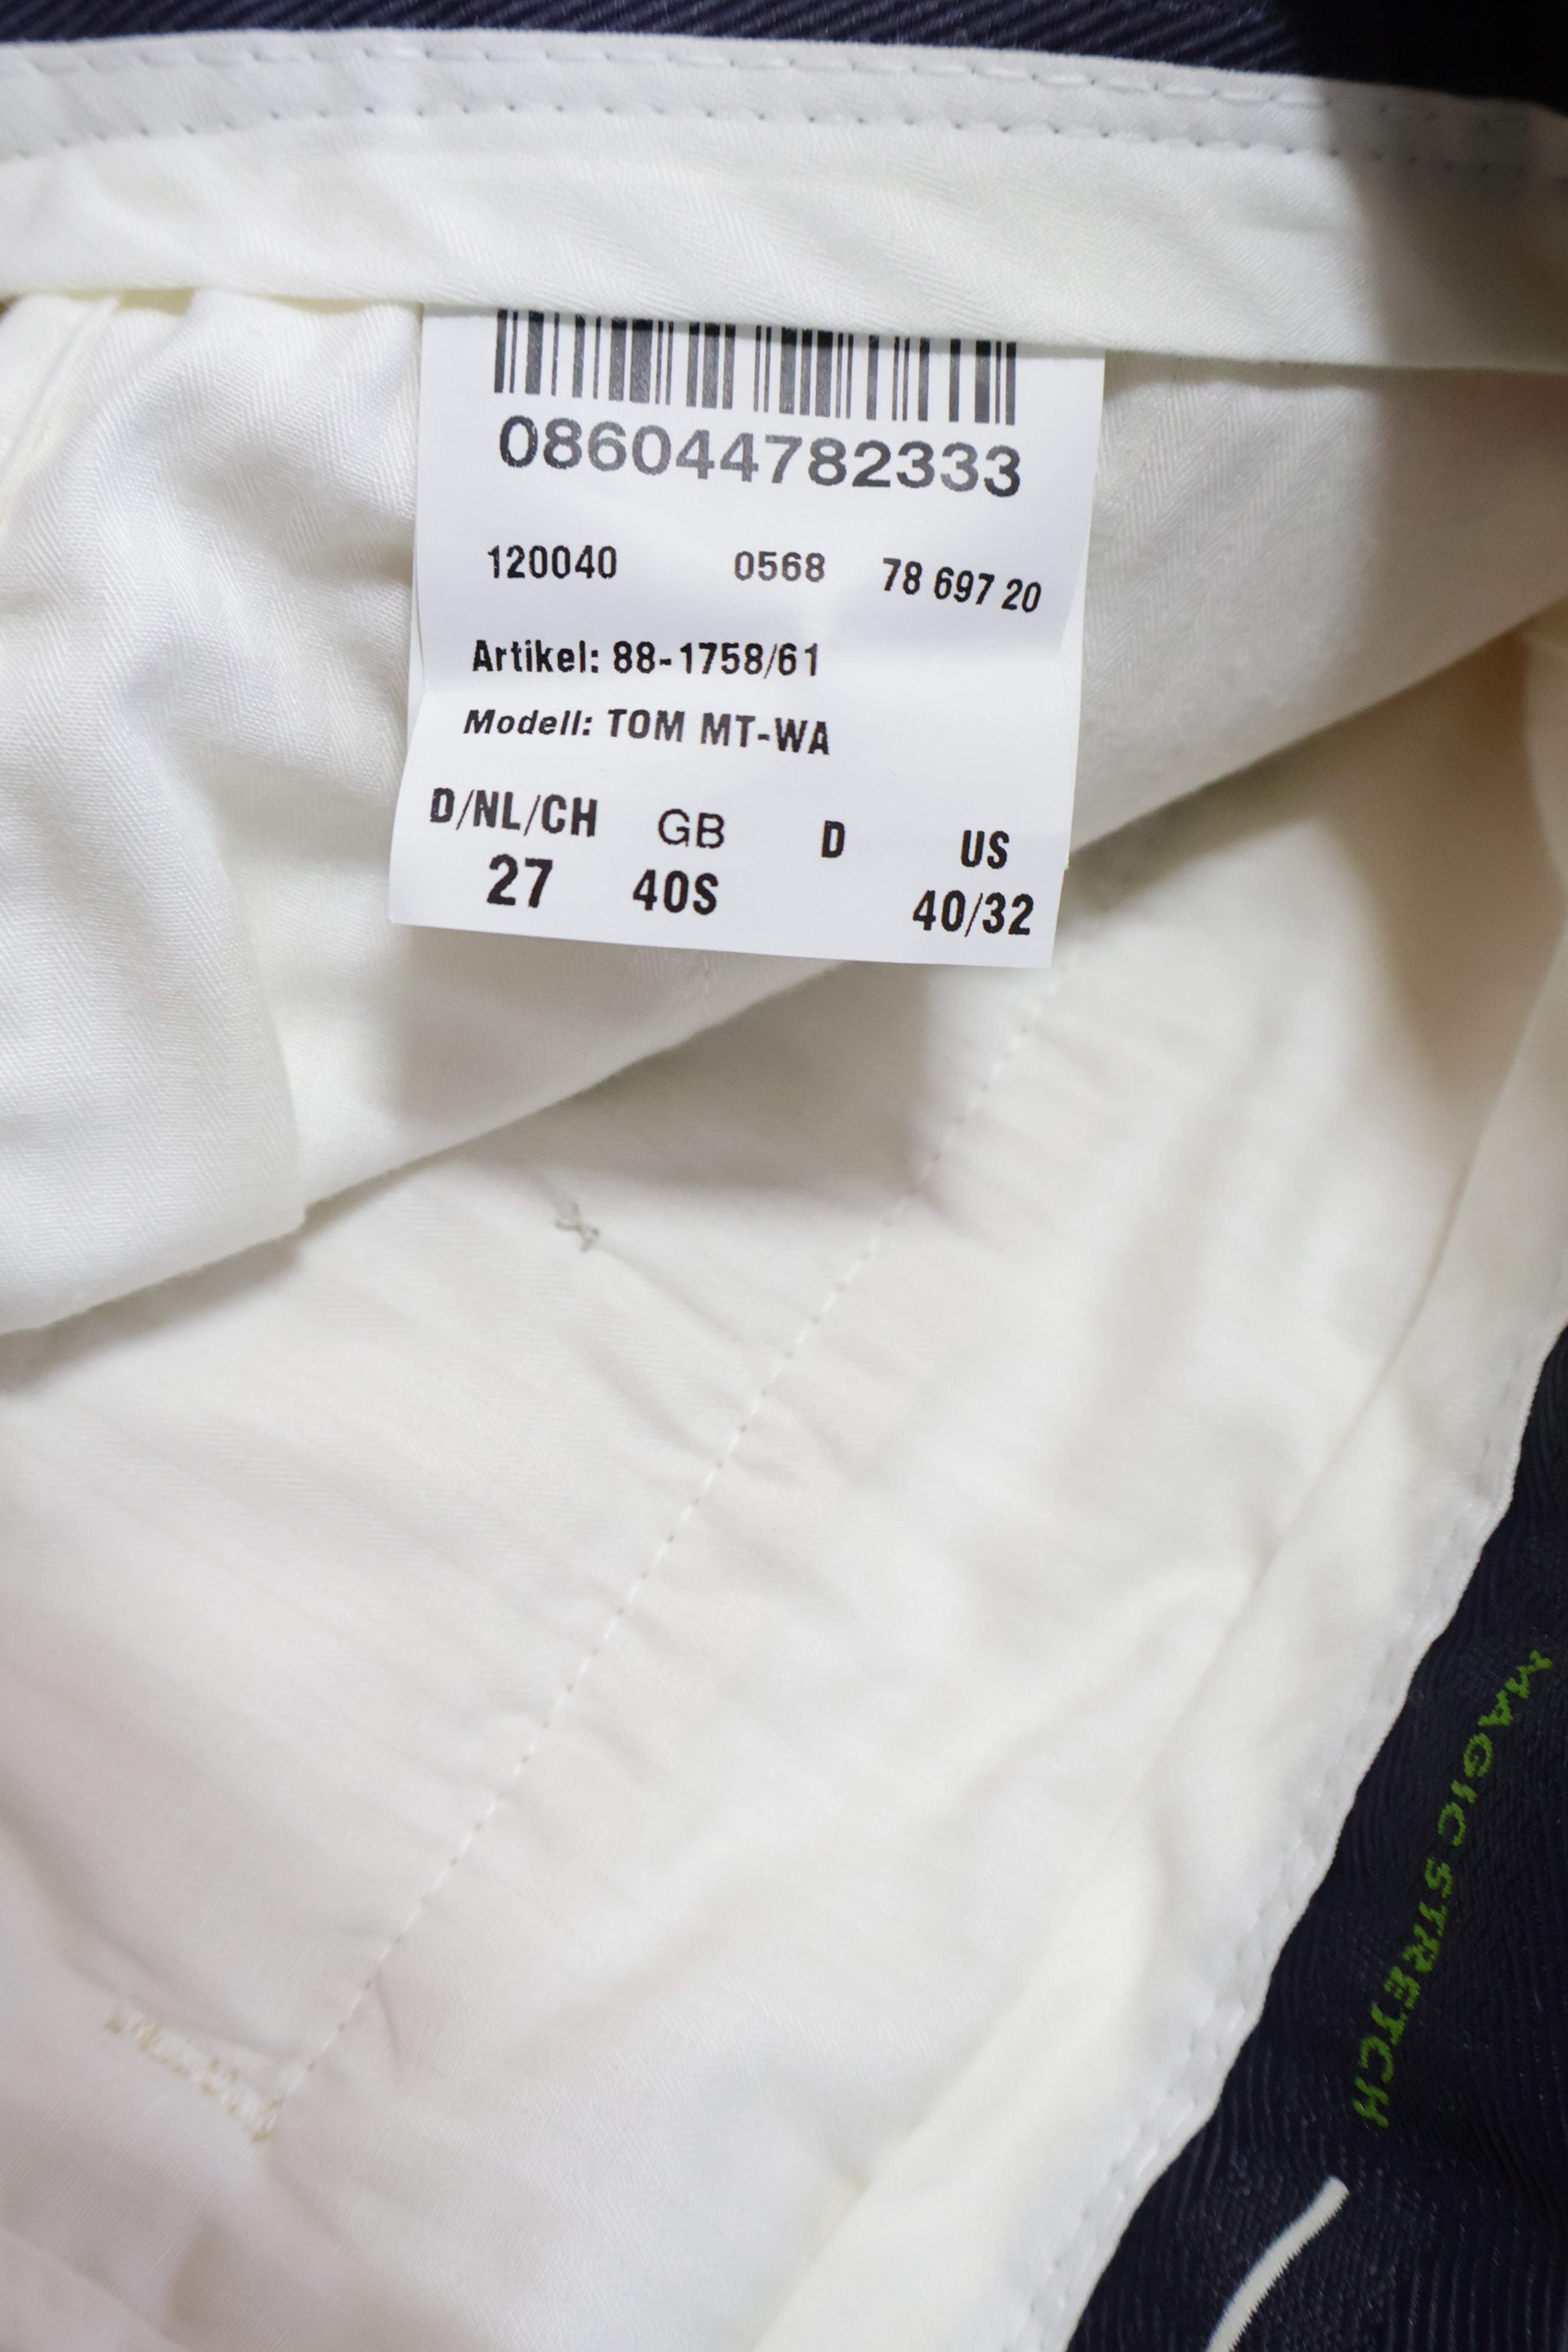 086044782333
120040 0568 78 697 20
Artikel: 88-1758/61
Modell: TOM MT-WA
D/NL/CH GB D US
27 40S 40/32
MAGIC STRETCH